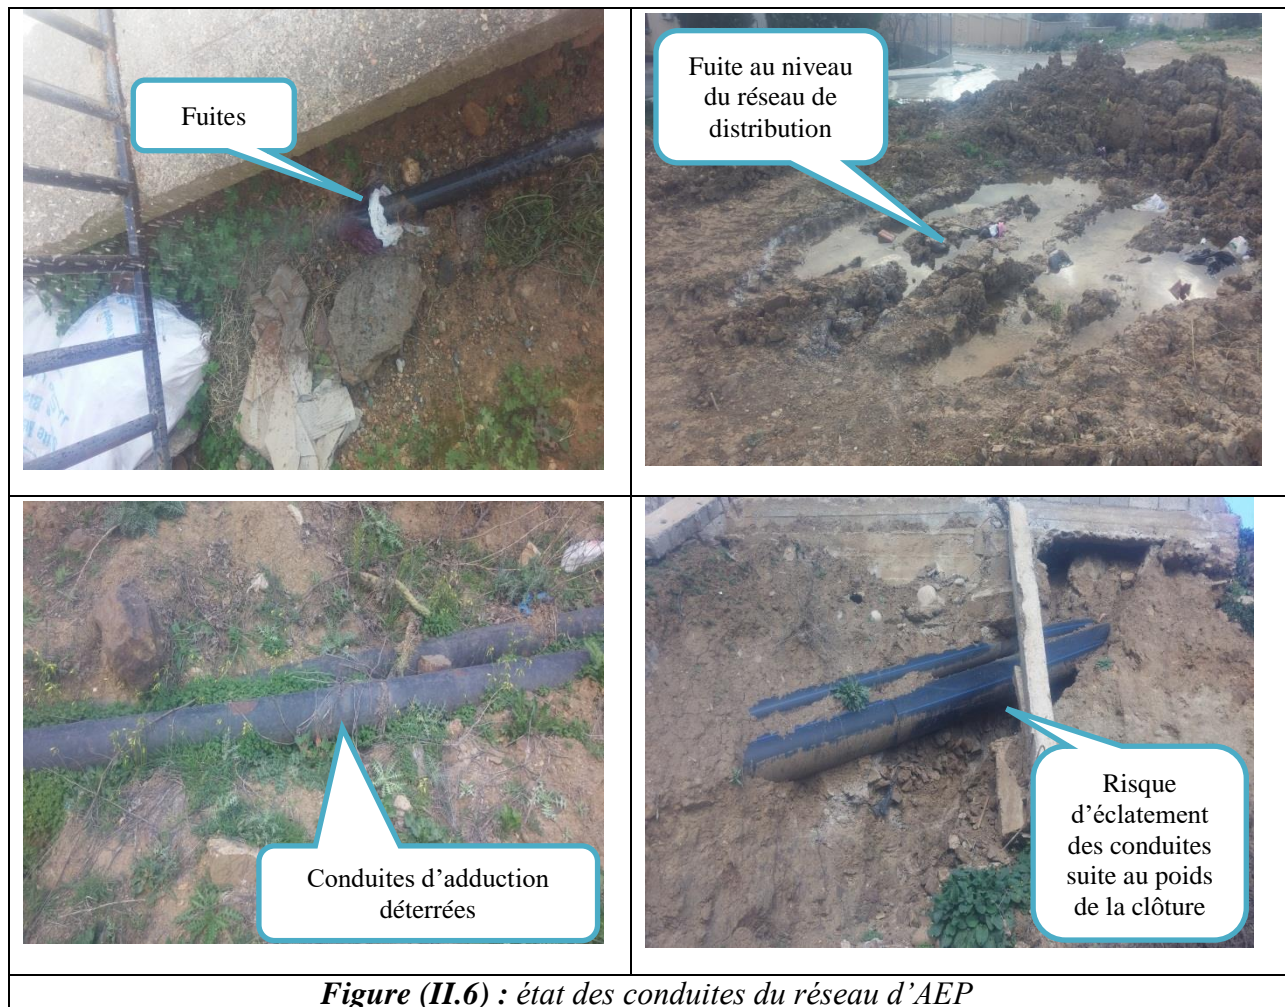 Fuites
Fuite au niveau
du réseau de
distribution
Conduites d’adduction
déterrées
Risque
d’éclatement
des conduites
suite au poids
de la clôture
Figure (II.6) : état des conduites du réseau d’AEP